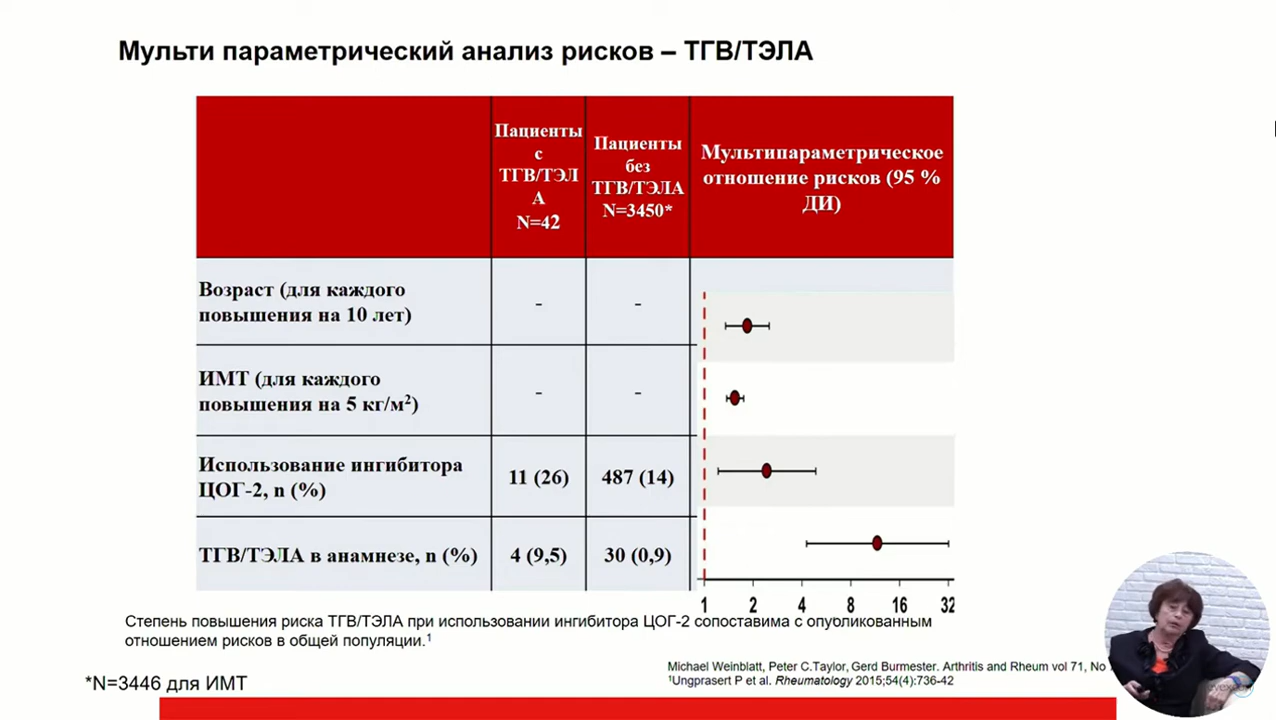 Мульти параметрический анализ рисков – ТГВ/ТЭЛА
Пациенты
с
ТГВ/ТЭЛ
А
N=42
Пациенты
без
ТГВ/ТЭЛА
N=3450*
Мультипараметрическое
отношение рисков (95 %
ДИ)
Возраст (для каждого
повышения на 10 лет)
-
-
ИМТ (для каждого
повышения на 5 кг/м²)
-
-
Использование ингибитора
ЦОГ-2, n (%)
11 (26)
487 (14)
ТГВ/ТЭЛА в анамнезе, n (%)
4 (9,5)
30 (0,9)
1 2 4 8 16 32
Степень повышения риска ТГВ/ТЭЛА при использовании ингибитора ЦОГ-2 сопоставима с опубликованным
отношением рисков в общей популяции.¹
Michael Weinblatt, Peter C.Taylor, Gerd Burmester. Arthritis and Rheum vol 71, No
¹Ungprasert P et al. Rheumatology 2015;54(4):736-42
*N=3446 для ИМТ